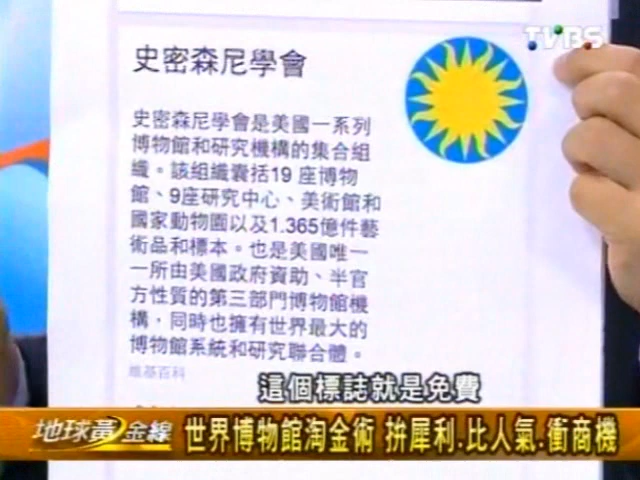 TVBS
史密森尼學會
史密森尼學會是美國一系列
博物館和研究機構的集合組
織。該組織囊括19 座博物
館、9座研究中心、美術館和
國家動物園以及1.365億件藝
術品和標本。也是美國唯一
一所由美國政府資助、半官
方性質的第三部門博物館機
構，同時也擁有世界最大的
博物館系統和研究聯合體。
維基百科
這個標誌就是免費
地球黃金線 世界博物館淘金術 拚犀利.比人氣.衝商機